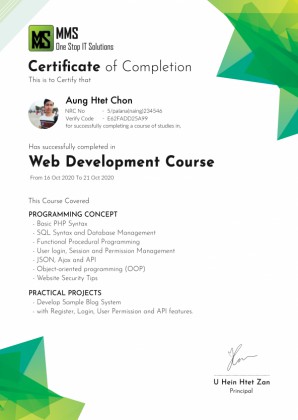 MS
MMS
One Stop IT Solutions
Certificate of Completion
This is to Certify that
Aung Htet Chon
NRC No -
Verify Code - E62FADD25A99
for successfully completing a course of studies in.
Has successfully completed in
Web Development Course
From 16 Oct 2020 To 21 Oct 2020
This Course Covered
PROGRAMMING CONCEPT
- Basic PHP Syntax
- SQL Syntax and Database Management
- Functional Procedural Programming
- User login, Session and Permission Management
- JSON, Ajax and API
- Object-oriented programming (OOP)
- Website Security Tips
PRACTICAL PROJECTS
- Develop Sample Blog System
- with Register, Login, User Permission and API features.
U Hein Htet Zan
Principal